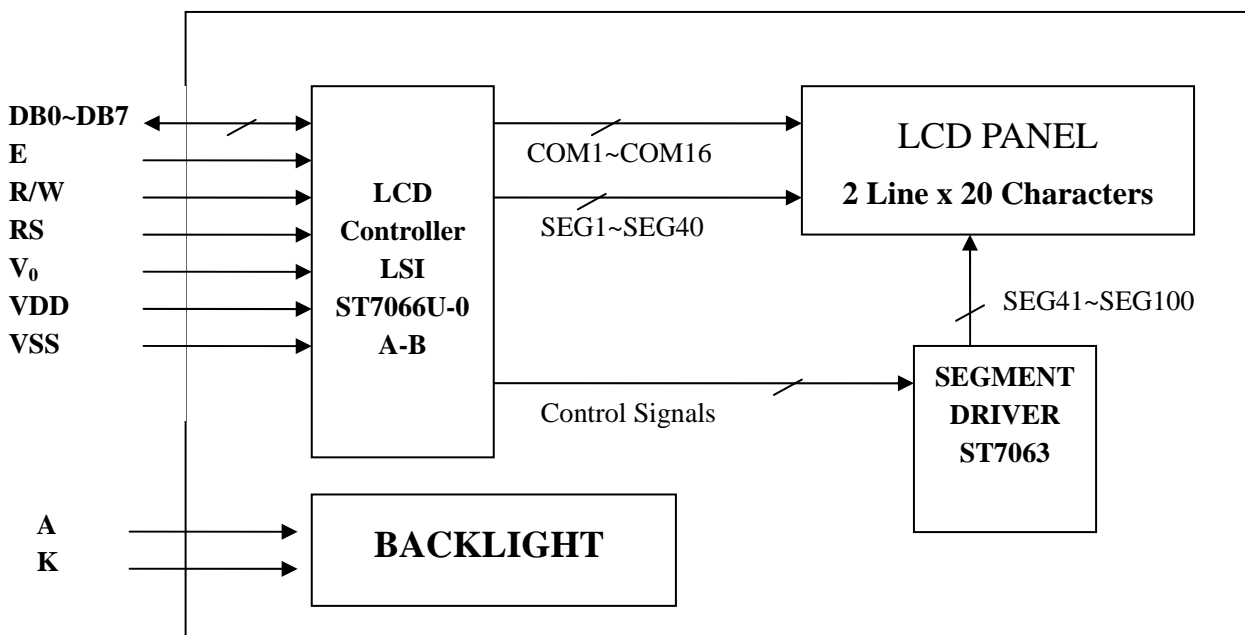 DB0~DB7
E
R/W
RS
V₀
VDD
VSS
LCD
Controller
LSI
ST7066U-0
A-B
COM1~COM16
SEG1~SEG40
LCD PANEL
2 Line x 20 Characters
SEG41~SEG100
Control Signals
SEGMENT
DRIVER
ST7063
A
K
BACKLIGHT